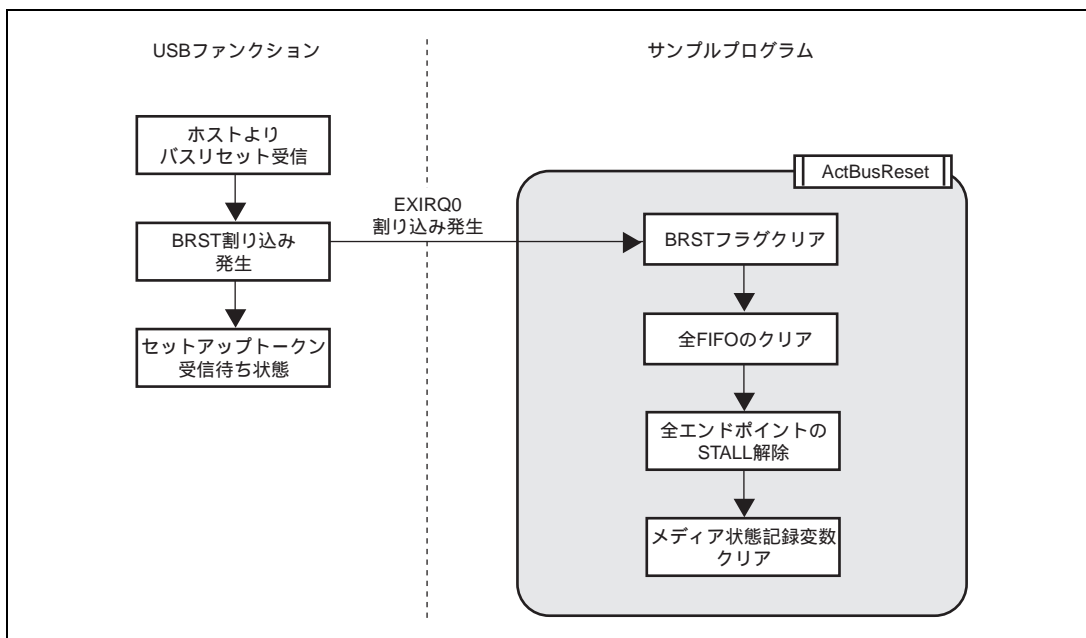 USBファンクション
サンプルプログラム
ホストより
バスリセット受信
BRST割り込み
発生
セットアップトークン
受信待ち状態
EXIRQ0
割り込み発生
ActBusReset
BRSTフラグクリア
全FIFOのクリア
全エンドポイントの
STALL解除
メディア状態記録変数
クリア